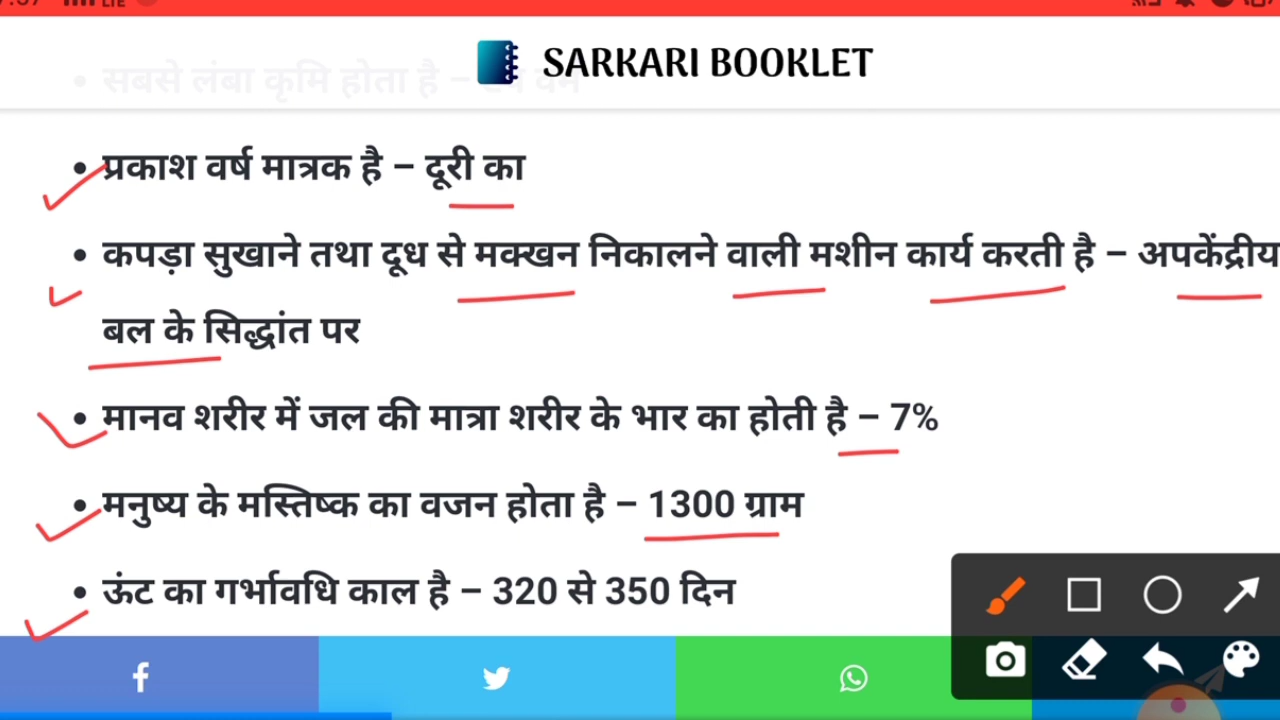 SARKARI BOOKLET
• सबसे लंबा कृमि होता है –
• प्रकाश वर्ष मात्रक है – दूरी का
• कपड़ा सुखाने तथा दूध से मक्खन निकालने वाली मशीन कार्य करती है – अपकेंद्रीय
बल के सिद्धांत पर
• मानव शरीर में जल की मात्रा शरीर के भार का होती है – 7%
• मनुष्य के मस्तिष्क का वजन होता है – 1300 ग्राम
• ऊंट का गर्भावधि काल है – 320 से 350 दिन